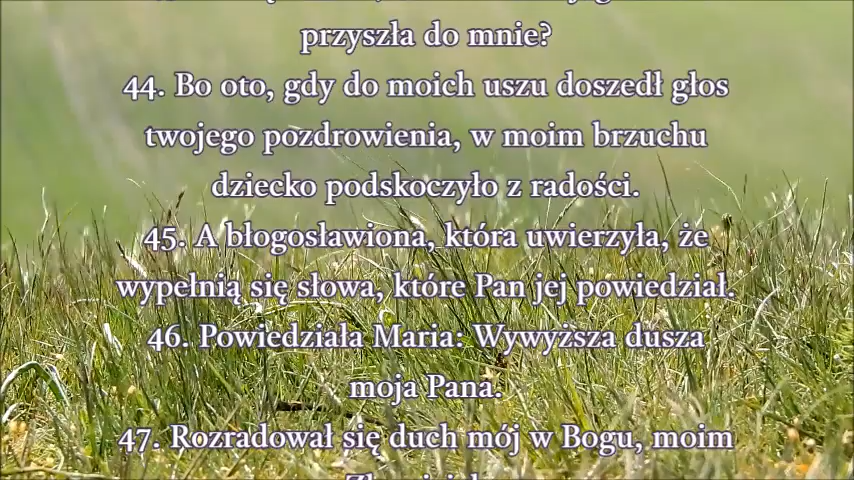 przyszła do mnie?
44. Bo oto, gdy do moich uszu doszedł głos
twojego pozdrowienia, w moim brzuchu
dziecko podskoczyło z radości.
45. A błogosławiona, która uwierzyła, że
wypełnią się słowa, które Pan jej powiedział.
46. Powiedziała Maria: Wywyższa dusza
moja Pana.
47. Rozradował się duch mój w Bogu, moim